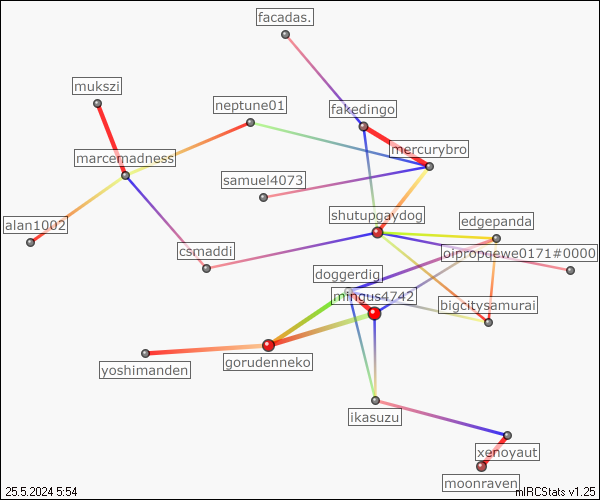 facadas.
mukszi
neptune01
fakedingo
mercurybro
marcemadness
samuel4073
shutupgaydog
alan1002
edgepanda
csmaddi
oipropewe0171#0000
doggerdig
mingus4742
bigcitysamurai
gorudenneko
yoshimanden
ikasuzu
xenoyaut
moonraven
25.5.2024 5:54
mIRCStats v1.25